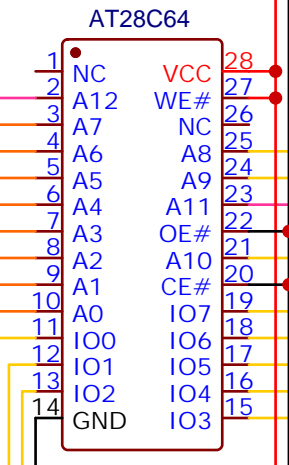 AT28C64
1 NC VCC 28
2 A12 WE# 27
3 A7 NC 26
4 A6 A8 25
5 A5 A9 24
6 A4 A11 23
7 A3 OE# 22
8 A2 A10 21
9 A1 CE# 20
10 A0 IO7 19
11 IO0 IO6 18
12 IO1 IO5 17
13 IO2 IO4 16
14 GND IO3 15